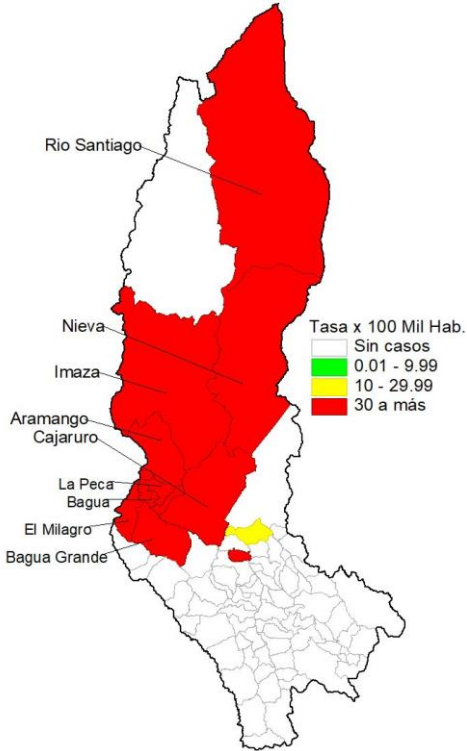 Rio Santiago
Nieva
Tasa x 100 Mil Hab.
Sin casos
0.01 - 9.99
10 - 29.99
30 a más
Imaza
Aramango
Cajaruro
La Peca
Bagua
El Milagro
Bagua Grande